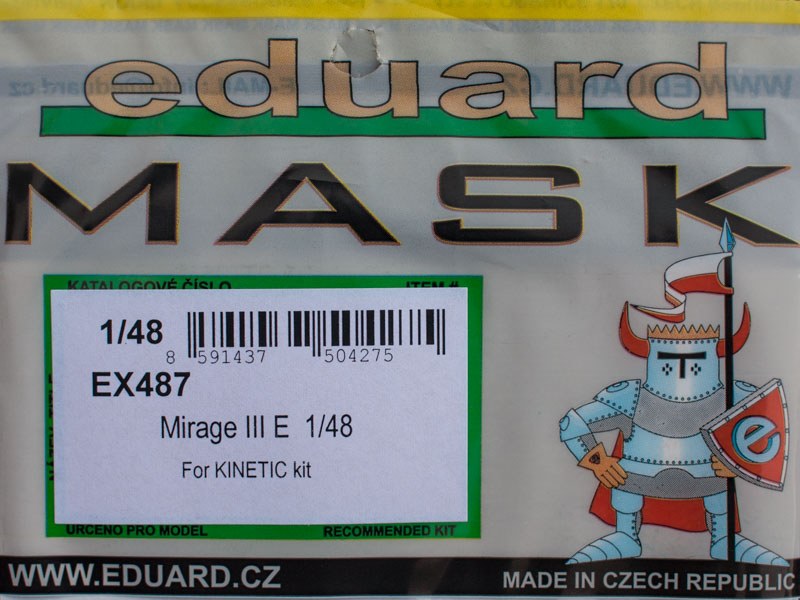 eduard
MASK
KATALOGOVÉ ČÍSLO ITEM #
1/48
8 591437 504275
EX487
Mirage III E 1/48
For KINETIC kit
URČENO PRO MODEL RECOMMENDED KIT
e
WWW.EDUARD.CZ MADE IN CZECH REPUBLIC